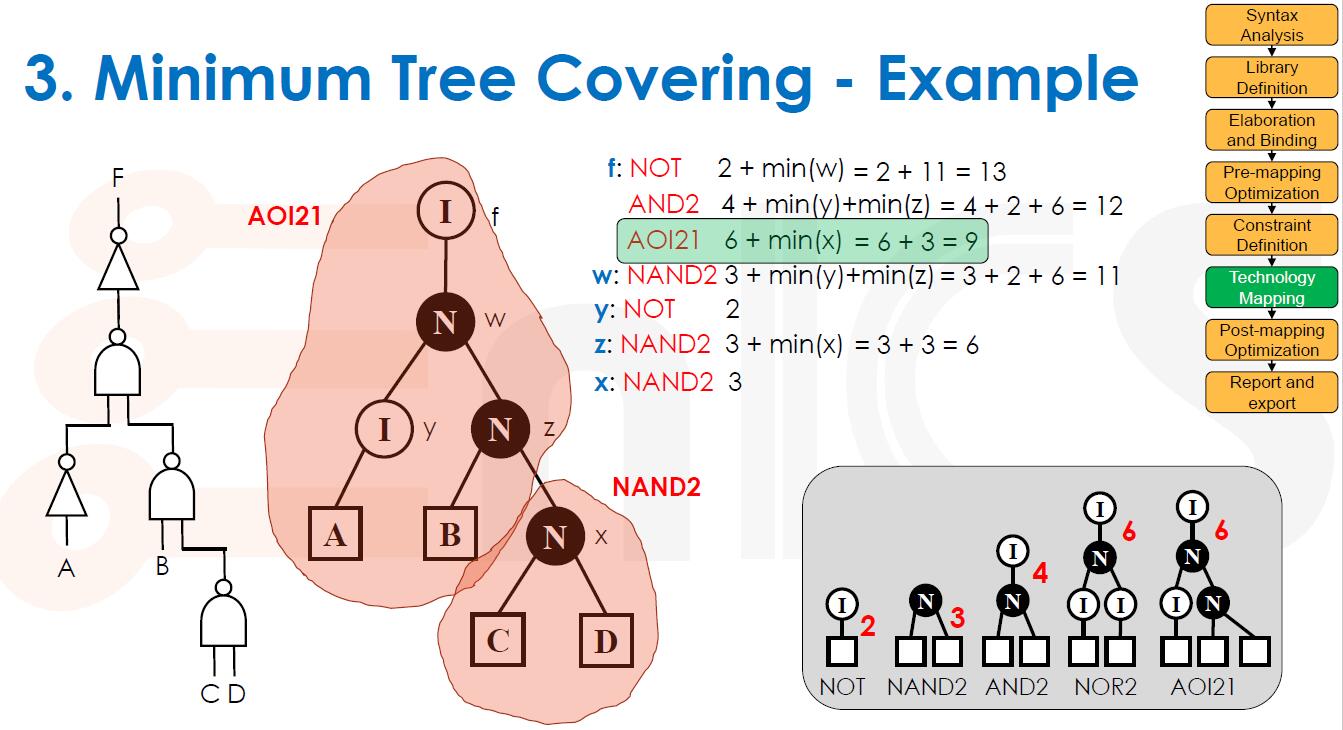 3. Minimum Tree Covering - Example
Syntax
Analysis
Library
Definition
Elaboration
and Binding
Pre-mapping
Optimization
Constraint
Definition
Technology
Mapping
Post-mapping
Optimization
Report and
export
F
A
B
C D
AOI21
I f
N w
I y
N z
A
B
N x
C
D
NAND2
f: NOT 2 + min(w) = 2 + 11 = 13
AND2 4 + min(y)+min(z) = 4 + 2 + 6 = 12
AOI21 6 + min(x) = 6 + 3 = 9
w: NAND2 3 + min(y)+min(z) = 3 + 2 + 6 = 11
y: NOT 2
z: NAND2 3 + min(x) = 3 + 3 = 6
x: NAND2 3
I 2
NOT
N 3
NAND2
I 4
N
AND2
I 6
N
I I
NOR2
I 6
N
I N
AOI21